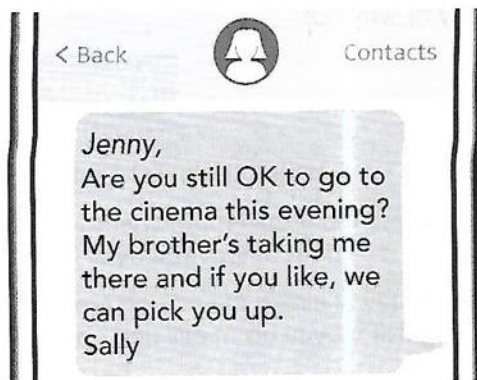 < Back
Contacts
Jenny,
Are you still OK to go to
the cinema this evening?
My brother's taking me
there and if you like, we
can pick you up.
Sally